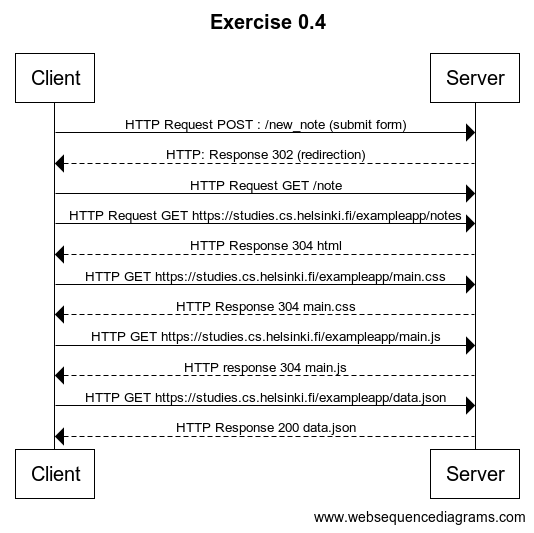 Exercise 0.4
Client Server
HTTP Request POST : /new_note (submit form)
HTTP: Response 302 (redirection)
HTTP Request GET /note
HTTP Request GET https://studies.cs.helsinki.fi/exampleapp/notes
HTTP Response 304 html
HTTP GET https://studies.cs.helsinki.fi/exampleapp/main.css
HTTP Response 304 main.css
HTTP GET https://studies.cs.helsinki.fi/exampleapp/main.js
HTTP response 304 main.js
HTTP GET https://studies.cs.helsinki.fi/exampleapp/data.json
HTTP Response 200 data.json
Client Server
www.websequencediagrams.com